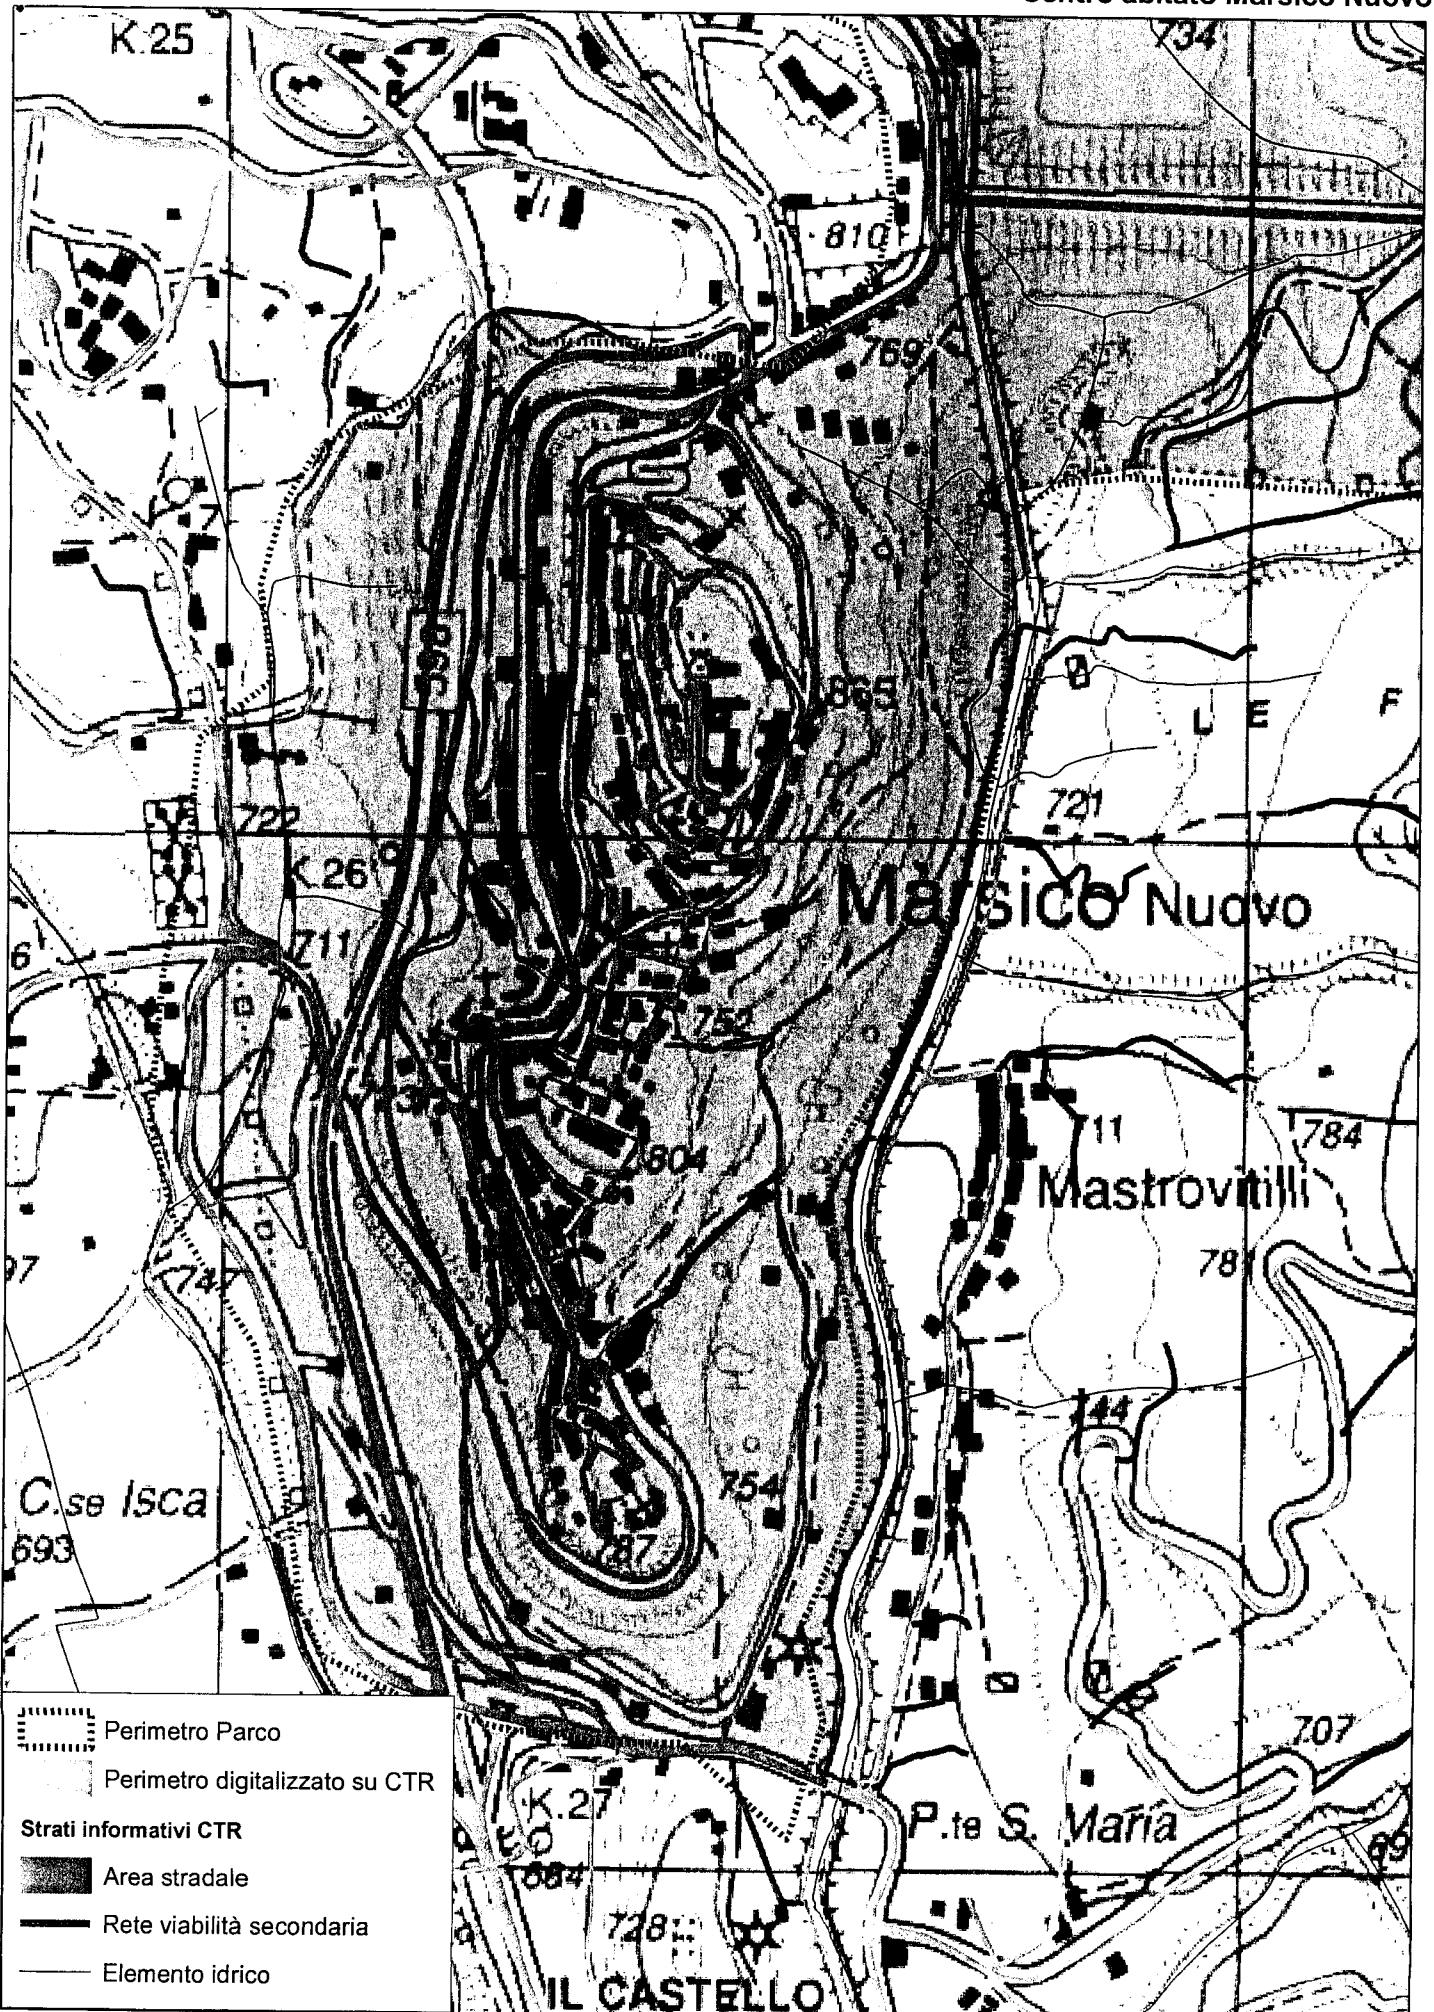 Centro abitato Marsico Nuovo
K.25
734
810
769
598
865
L E F
721
722
K.26
Marsico Nuovo
711
752
711
784
804
Mastrovitilli
781
97
747
744
C.se Isca
754
693
787
707
K.27
P.te S. Maria
684
728
IL CASTELLO
Perimetro Parco
Perimetro digitalizzato su CTR
Strati informativi CTR
Area stradale
Rete viabilità secondaria
Elemento idrico